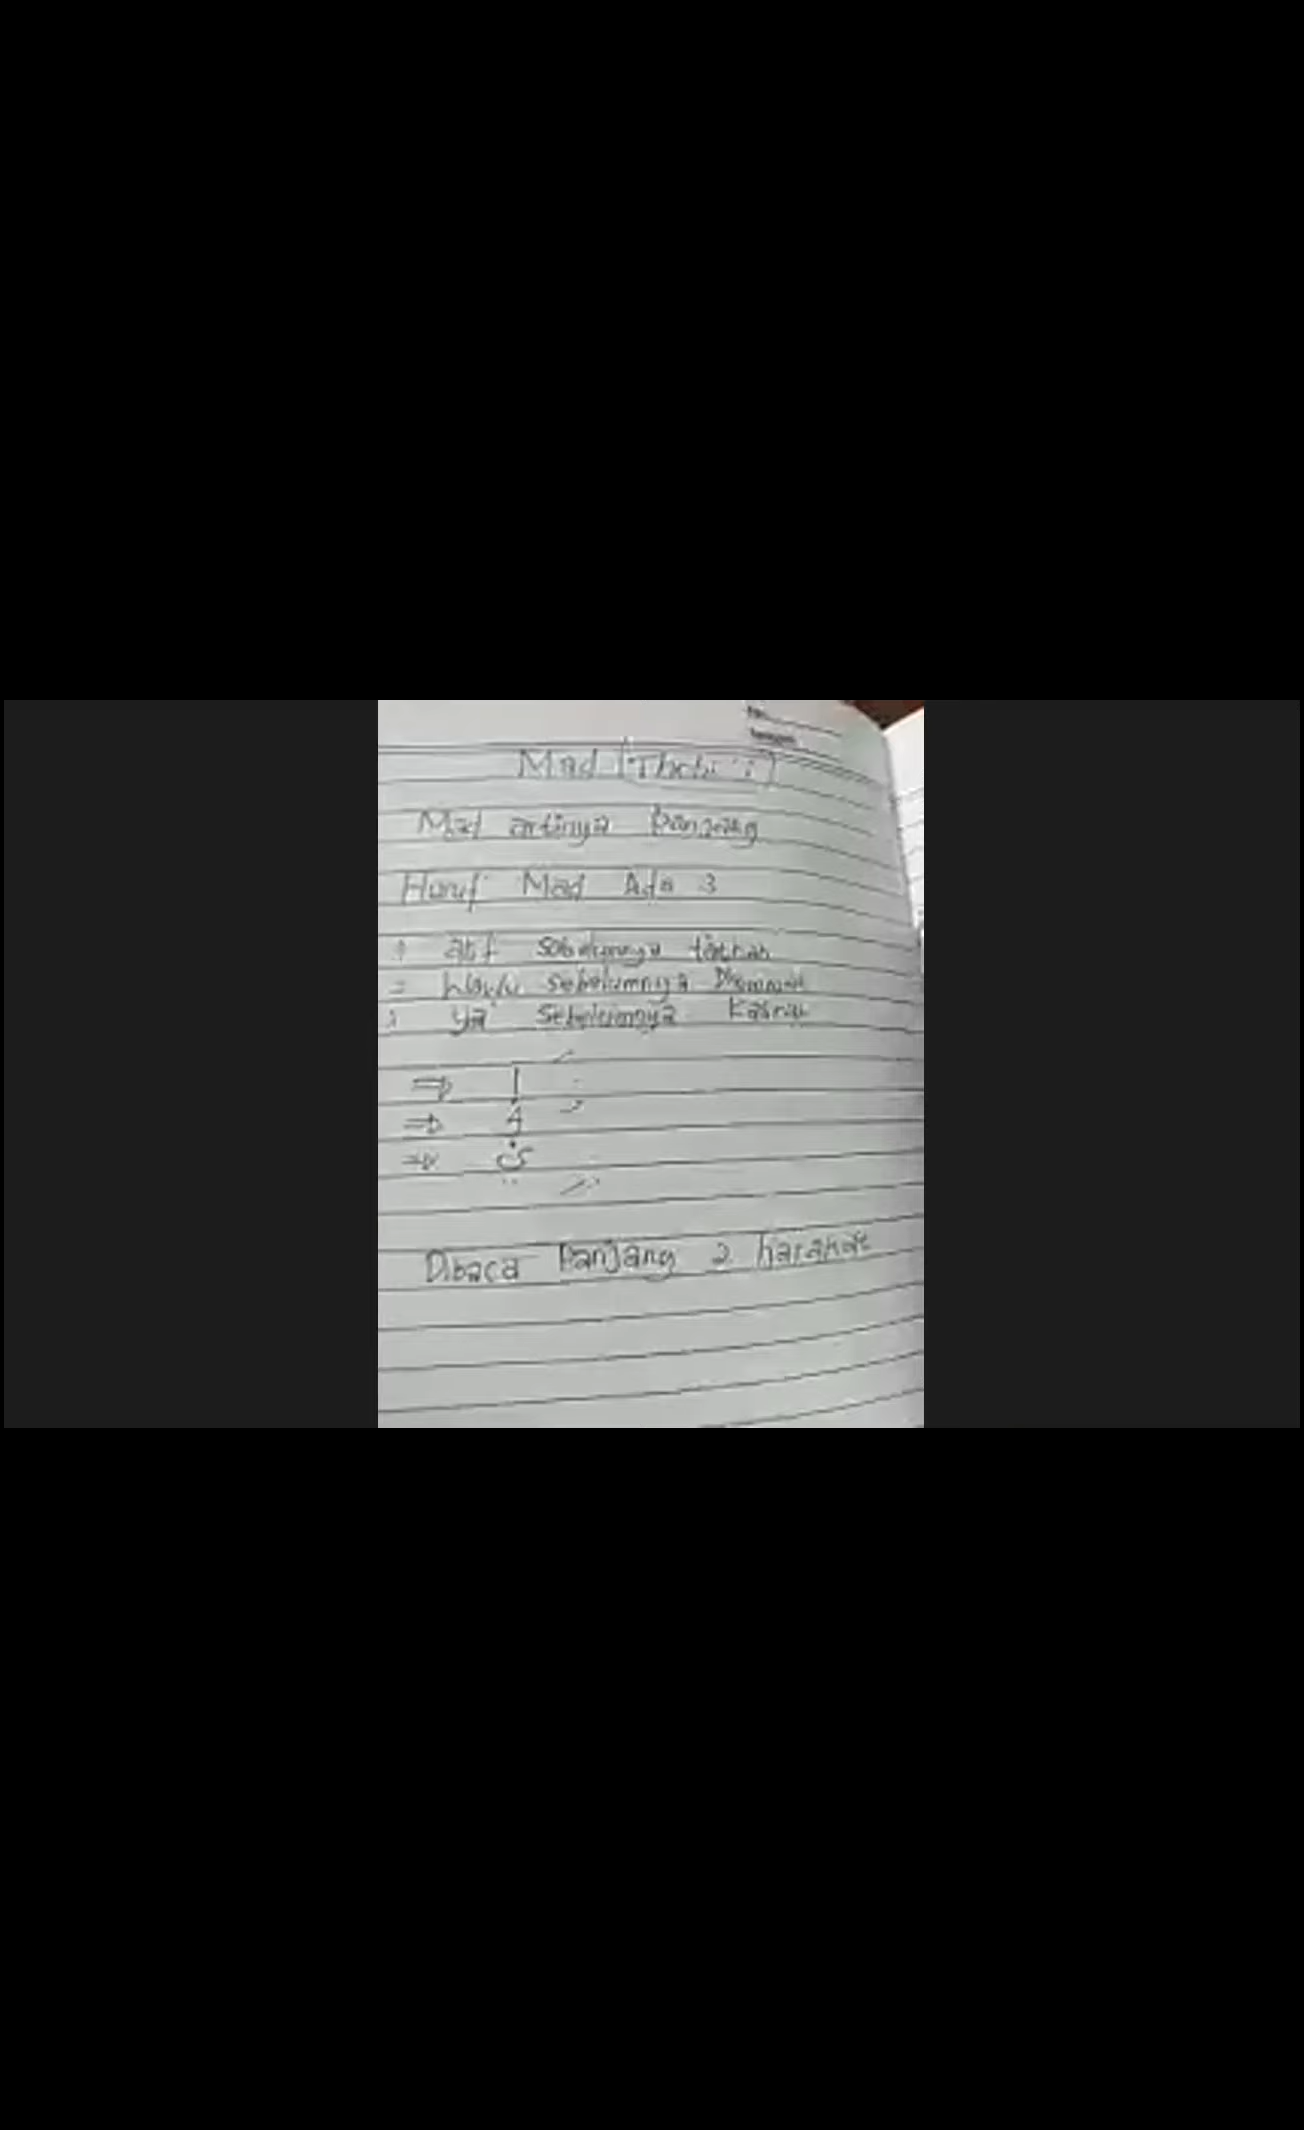 Mad Thobi'i
Mad artinya panjang
Huruf Mad Ada 3
alif sebelumnya fathah
wawu sebelumnya Dhommah
ya' sebelumnya kasrah
⇒ ا
⇒ و
⇒ ي
Dibaca Panjang 2 harakat